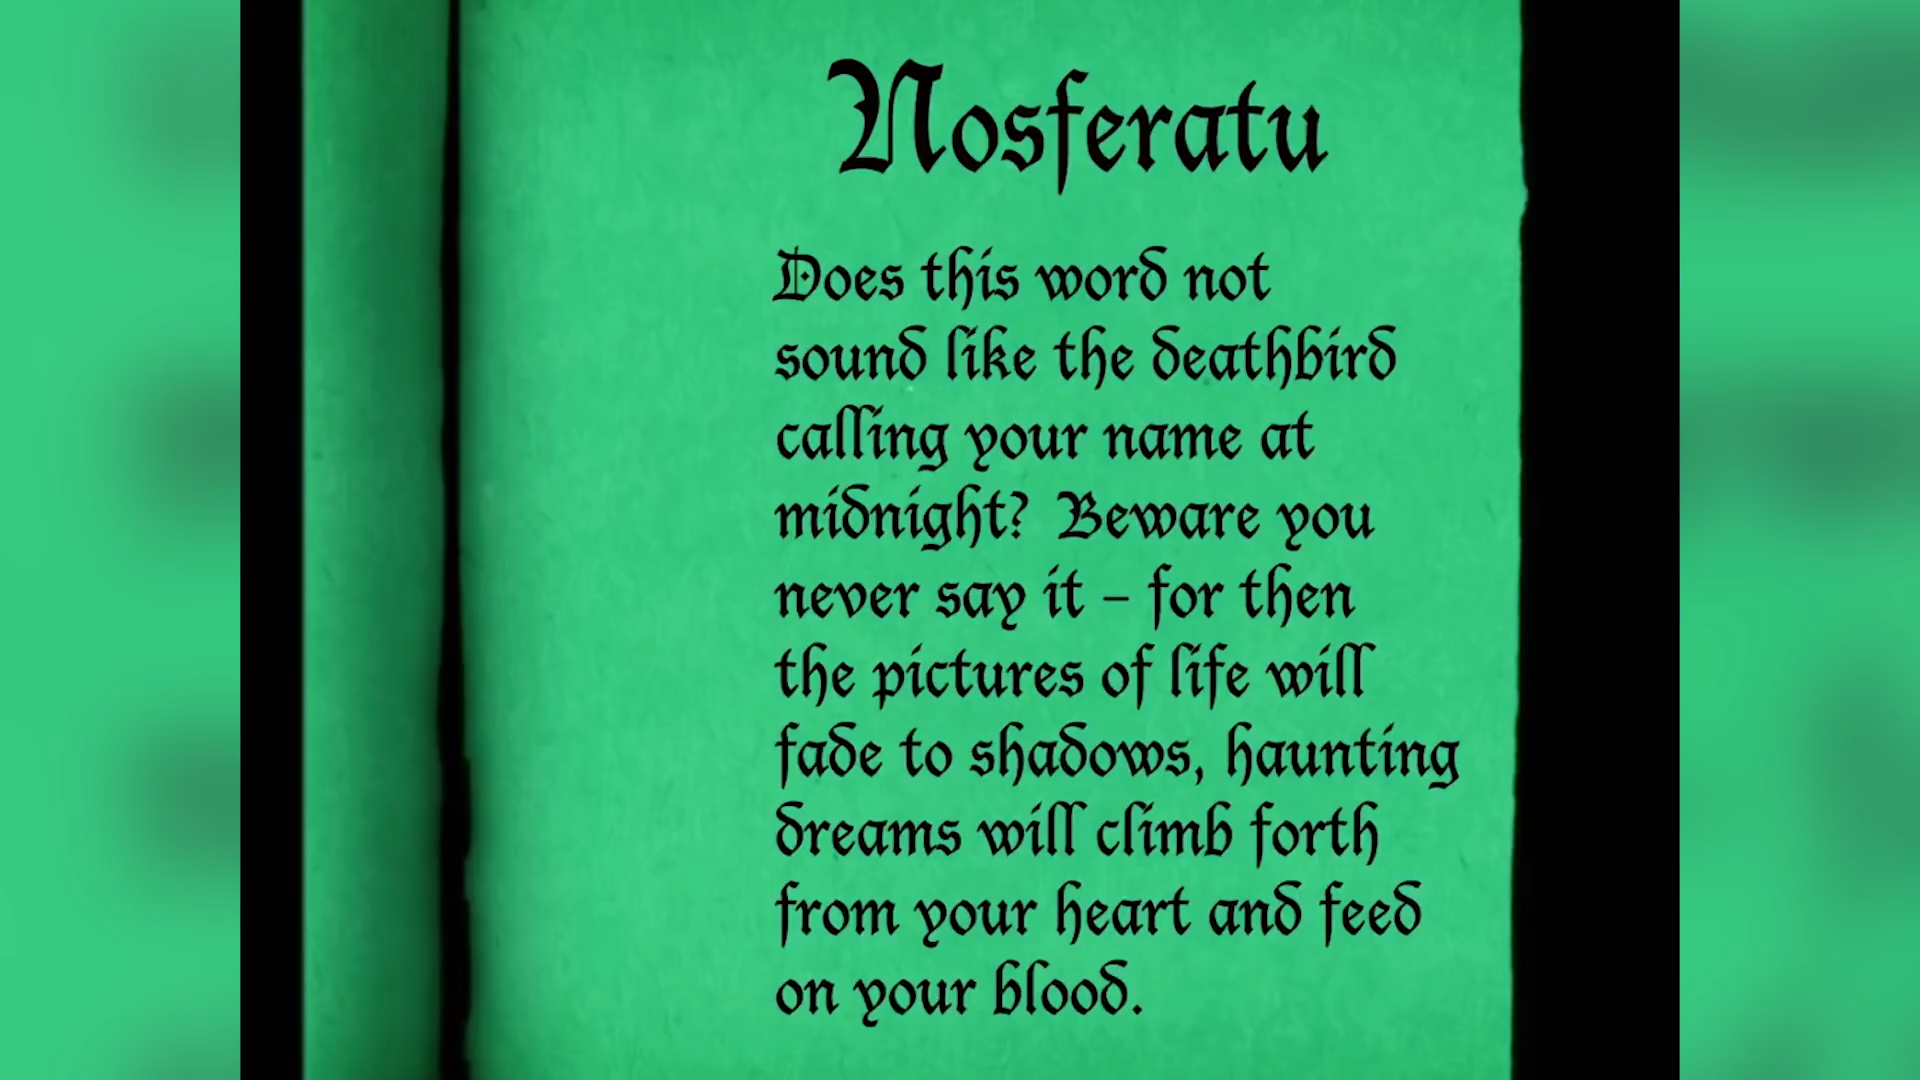 Nosferatu
Does this word not
sound like the deathbird
calling your name at
midnight? Beware you
never say it – for then
the pictures of life will
fade to shadows, haunting
dreams will climb forth
from your heart and feed
on your blood.